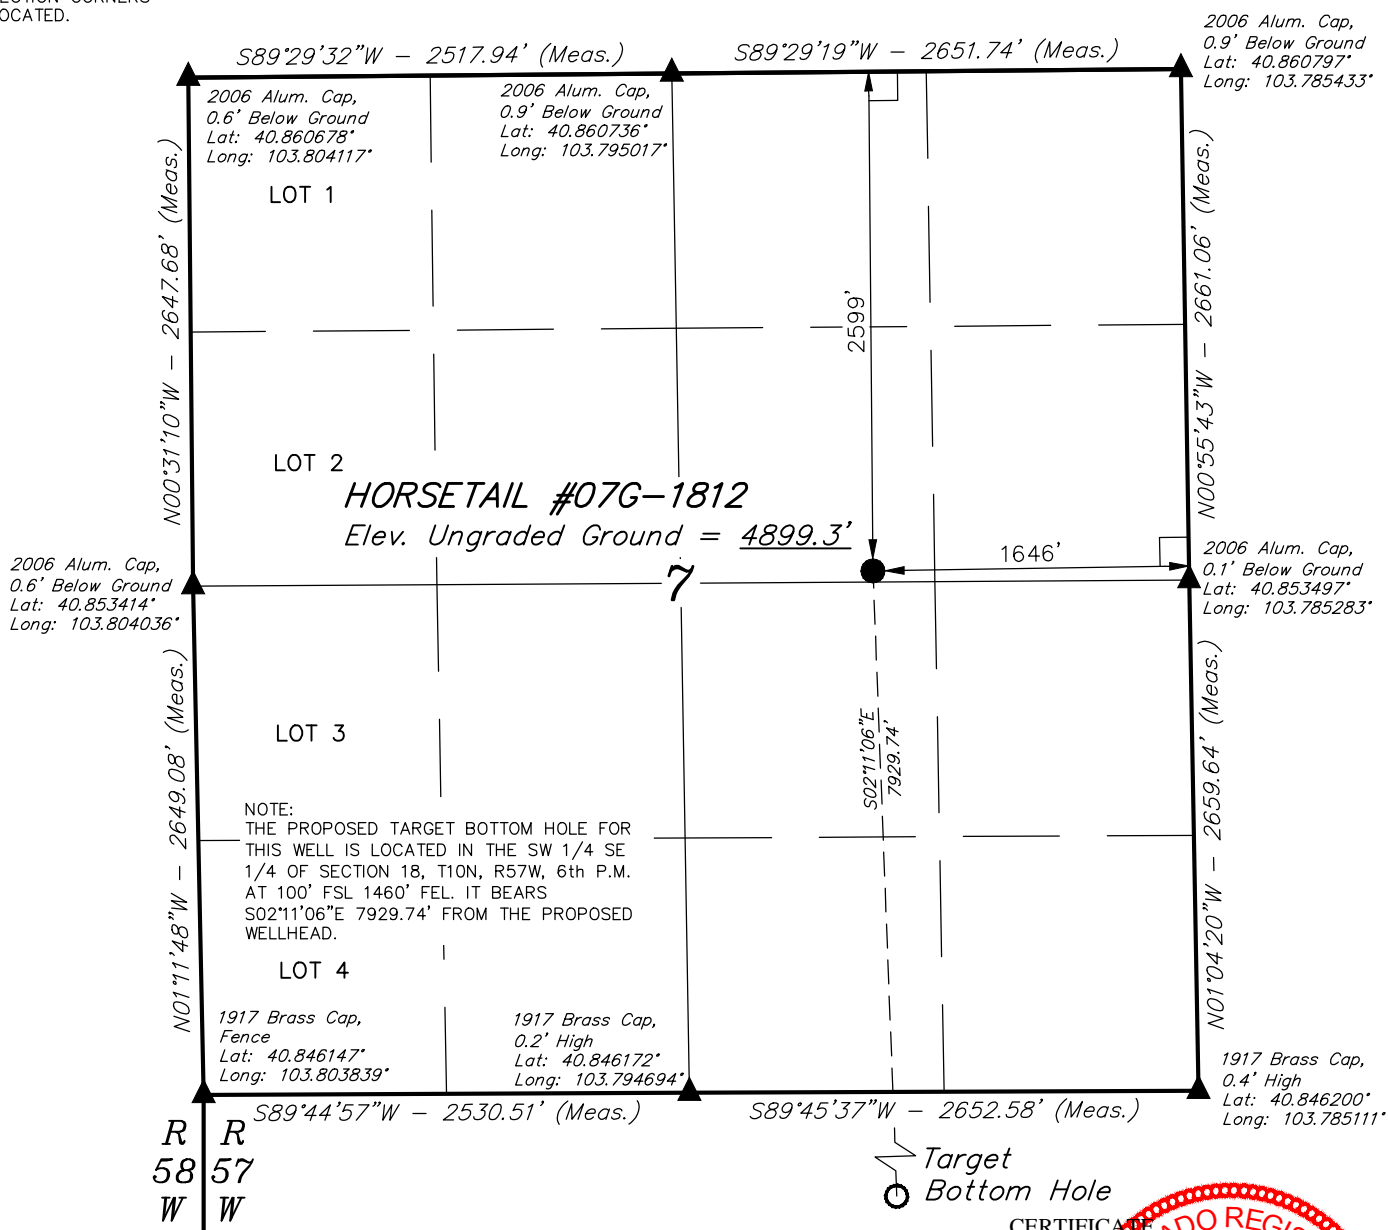 OCATED.
S89°29'32"W - 2517.94' (Meas.)
S89°29'19"W - 2651.74' (Meas.)
2006 Alum. Cap,
0.9' Below Ground
Lat: 40.860797°
Long: 103.785433°
2006 Alum. Cap,
0.6' Below Ground
Lat: 40.860678°
Long: 103.804117°
2006 Alum. Cap,
0.9' Below Ground
Lat: 40.860736°
Long: 103.795017°
LOT 1
N00°31'10"W - 2647.68' (Meas.)
2599'
N00°55'43"W - 2661.06' (Meas.)
LOT 2
HORSETAIL #07G-1812
Elev. Ungraded Ground = 4899.3'
1646'
2006 Alum. Cap,
0.6' Below Ground
Lat: 40.853414°
Long: 103.804036°
7
2006 Alum. Cap,
0.1' Below Ground
Lat: 40.853497°
Long: 103.785283°
N01°11'48"W - 2649.08' (Meas.)
LOT 3
S02°11'06"E
7929.74'
N01°04'20"W - 2659.64' (Meas.)
NOTE:
THE PROPOSED TARGET BOTTOM HOLE FOR
THIS WELL IS LOCATED IN THE SW 1/4 SE
1/4 OF SECTION 18, T10N, R57W, 6th P.M.
AT 100' FSL 1460' FEL. IT BEARS
S02°11'06"E 7929.74' FROM THE PROPOSED
WELLHEAD.
LOT 4
1917 Brass Cap,
Fence
Lat: 40.846147°
Long: 103.803839°
1917 Brass Cap,
0.2' High
Lat: 40.846172°
Long: 103.794694°
1917 Brass Cap,
0.4' High
Lat: 40.846200°
Long: 103.785111°
S89°44'57"W - 2530.51' (Meas.)
S89°45'37"W - 2652.58' (Meas.)
R R
58 57
W W
Target
Bottom Hole
CERTIFICATE
ADO REGIS